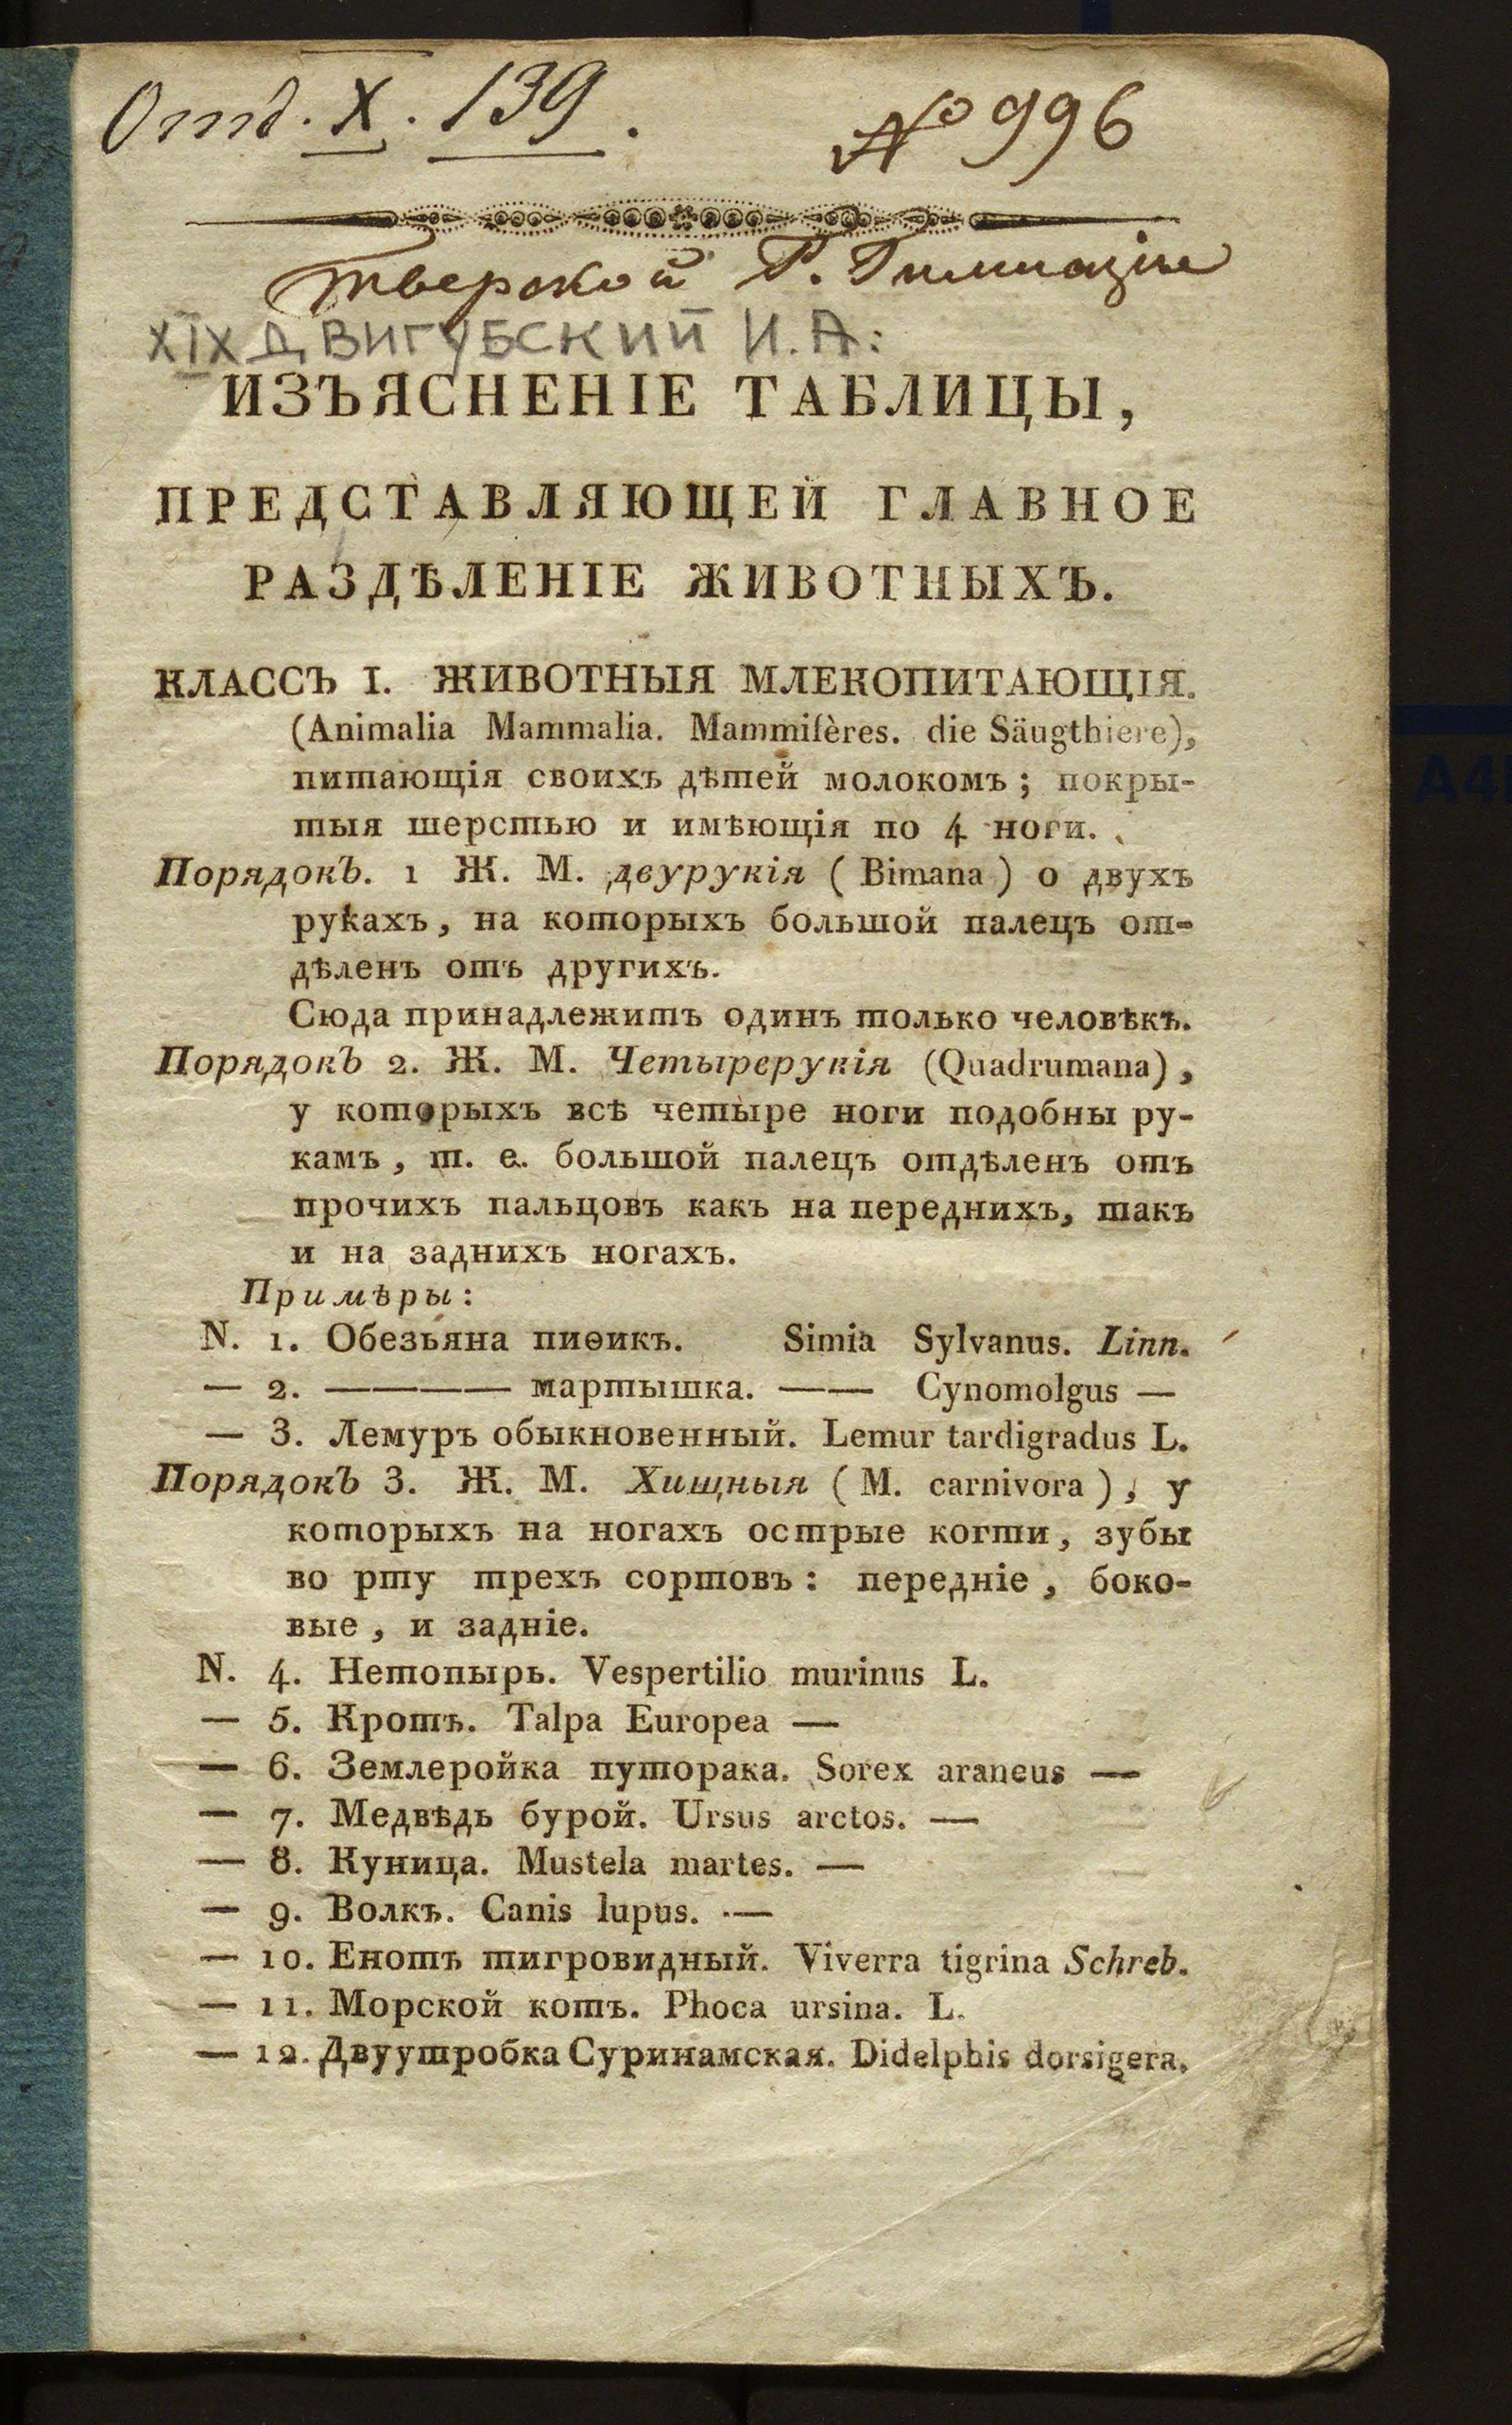 Отд. X. 139.
№ 996
Тверской Г. Гимназіи
XIX ДВИГУБСКИЙ И.А:
ИЗЪЯСНЕНІЕ ТАБЛИЦЫ,
ПРЕДСТАВЛЯЮЩЕЙ ГЛАВНОЕ
РАЗДѢЛЕНІЕ ЖИВОТНЫХЪ.
КЛАССЪ I. ЖИВОТНЫЯ МЛЕКОПИТАЮЩІЯ.
(Animalia Mammalia. Mammifères. die Säugthiere),
питающія своихъ дѣтей молокомъ; покры-
тыя шерстью и имѣющія по 4 ноги.
Порядокъ. 1 Ж. М. двурукія (Bimana) о двухъ
рукахъ, на которыхъ большой палецъ от-
дѣленъ отъ другихъ.
Сюда принадлежитъ одинъ только человѣкъ.
Порядокъ 2. Ж. М. Четырерукія (Quadrumana),
у которыхъ всѣ четыре ноги подобны ру-
камъ, т. е. большой палецъ отдѣленъ отъ
прочихъ пальцовъ какъ на переднихъ, такъ
и на заднихъ ногахъ.
Примѣры:
N. 1. Обезьяна пиѳикъ. Simia Sylvanus. Linn.
— 2. ———— мартышка. —— Cynomolgus —
— 3. Лемуръ обыкновенный. Lemur tardigradus L.
Порядокъ 3. Ж. М. Хищныя (M. carnivora), у
которыхъ на ногахъ острые когти, зубы
во рту трехъ сортовъ: передніе, боко-
вые, и задніе.
N. 4. Нетопырь. Vespertilio murinus L.
— 5. Кротъ. Talpa Europea —
— 6. Землеройка путорака. Sorex araneus —
— 7. Медвѣдь бурой. Ursus arctos. —
— 8. Куница. Mustela martes. —
— 9. Волкъ. Canis lupus. —
— 10. Енотъ тигровидный. Viverra tigrina Schreb.
— 11. Морской котъ. Phoca ursina. L.
— 12. Двуутробка Суринамская. Didelphis dorsigera.